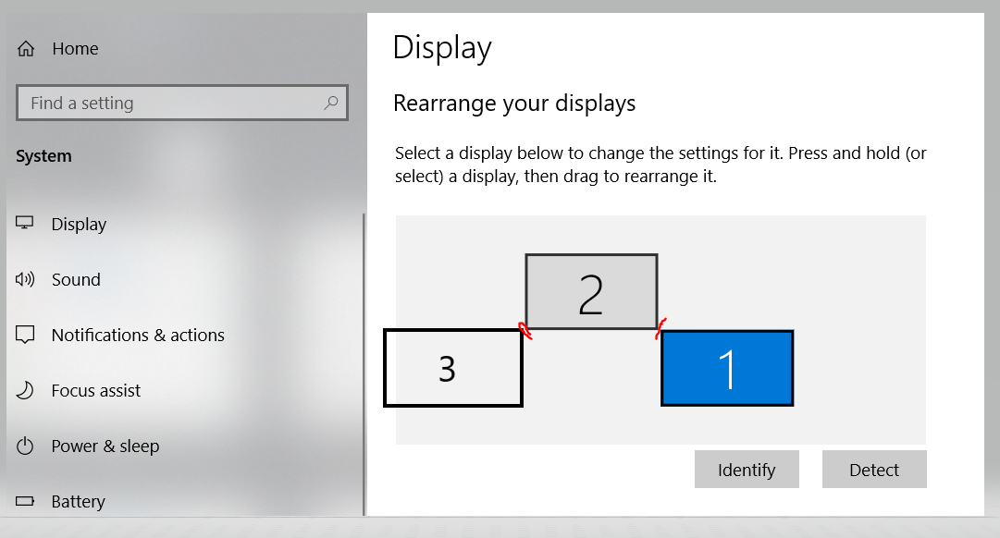 Home
Find a setting
System
Display
Sound
Notifications & actions
Focus assist
Power & sleep
Battery
Display
Rearrange your displays
Select a display below to change the settings for it. Press and hold (or
select) a display, then drag to rearrange it.
2
3
1
Identify
Detect